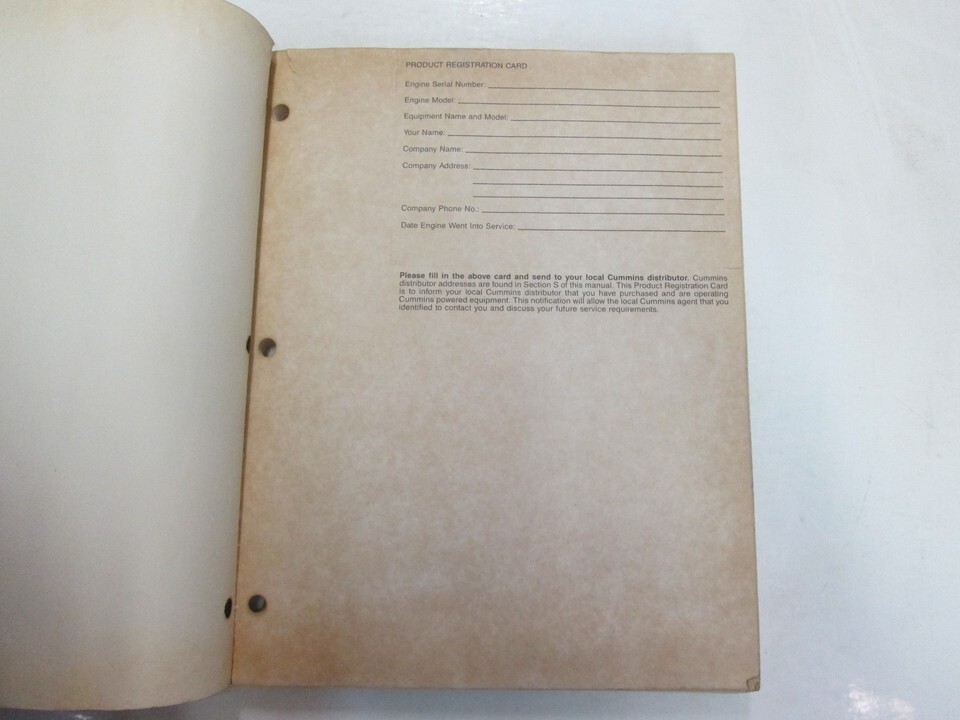 PRODUCT REGISTRATION CARD
Engine Serial Number:
Engine Model:
Equipment Name and Model:
Your Name:
Company Name:
Company Address:
Company Phone No.:
Date Engine Went Into Service:
Please fill in the above card and send to your local Cummins distributor. Cummins
distributor addresses are found in Section S of this manual. This Product Registration Card
is to inform your local Cummins distributor that you have purchased and are operating
Cummins powered equipment. This notification will allow the local Cummins agent that you
identified to contact you and discuss your future service requirements.